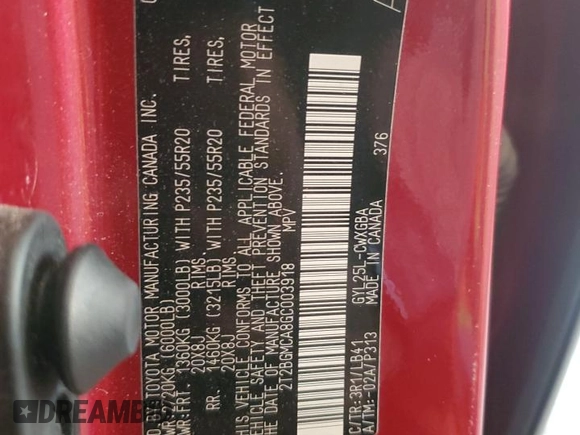 TOYOTA MOTOR MANUFACTURING CANADA INC.
(6000LB)
1360KG (3000LB) WITH P235/55R20 TIRES,
20X8J RIMS,
RR. 1460KG (3215LB) WITH P235/55R20 TIRES,
20X8J RIMS,
THIS VEHICLE CONFORMS TO ALL APPLICABLE FEDERAL MOTOR
VEHICLE SAFETY AND THEFT PREVENTION STANDARDS IN EFFECT
ON THE DATE OF MANUFACTURE SHOWN ABOVE.
2T2BGMCA8GC003918 MPV
C/TR:3R1/LB41 GYL25L-CWXGBA
A/TM:-02A/P313 MADE IN CANADA
376
EPIC.VIN